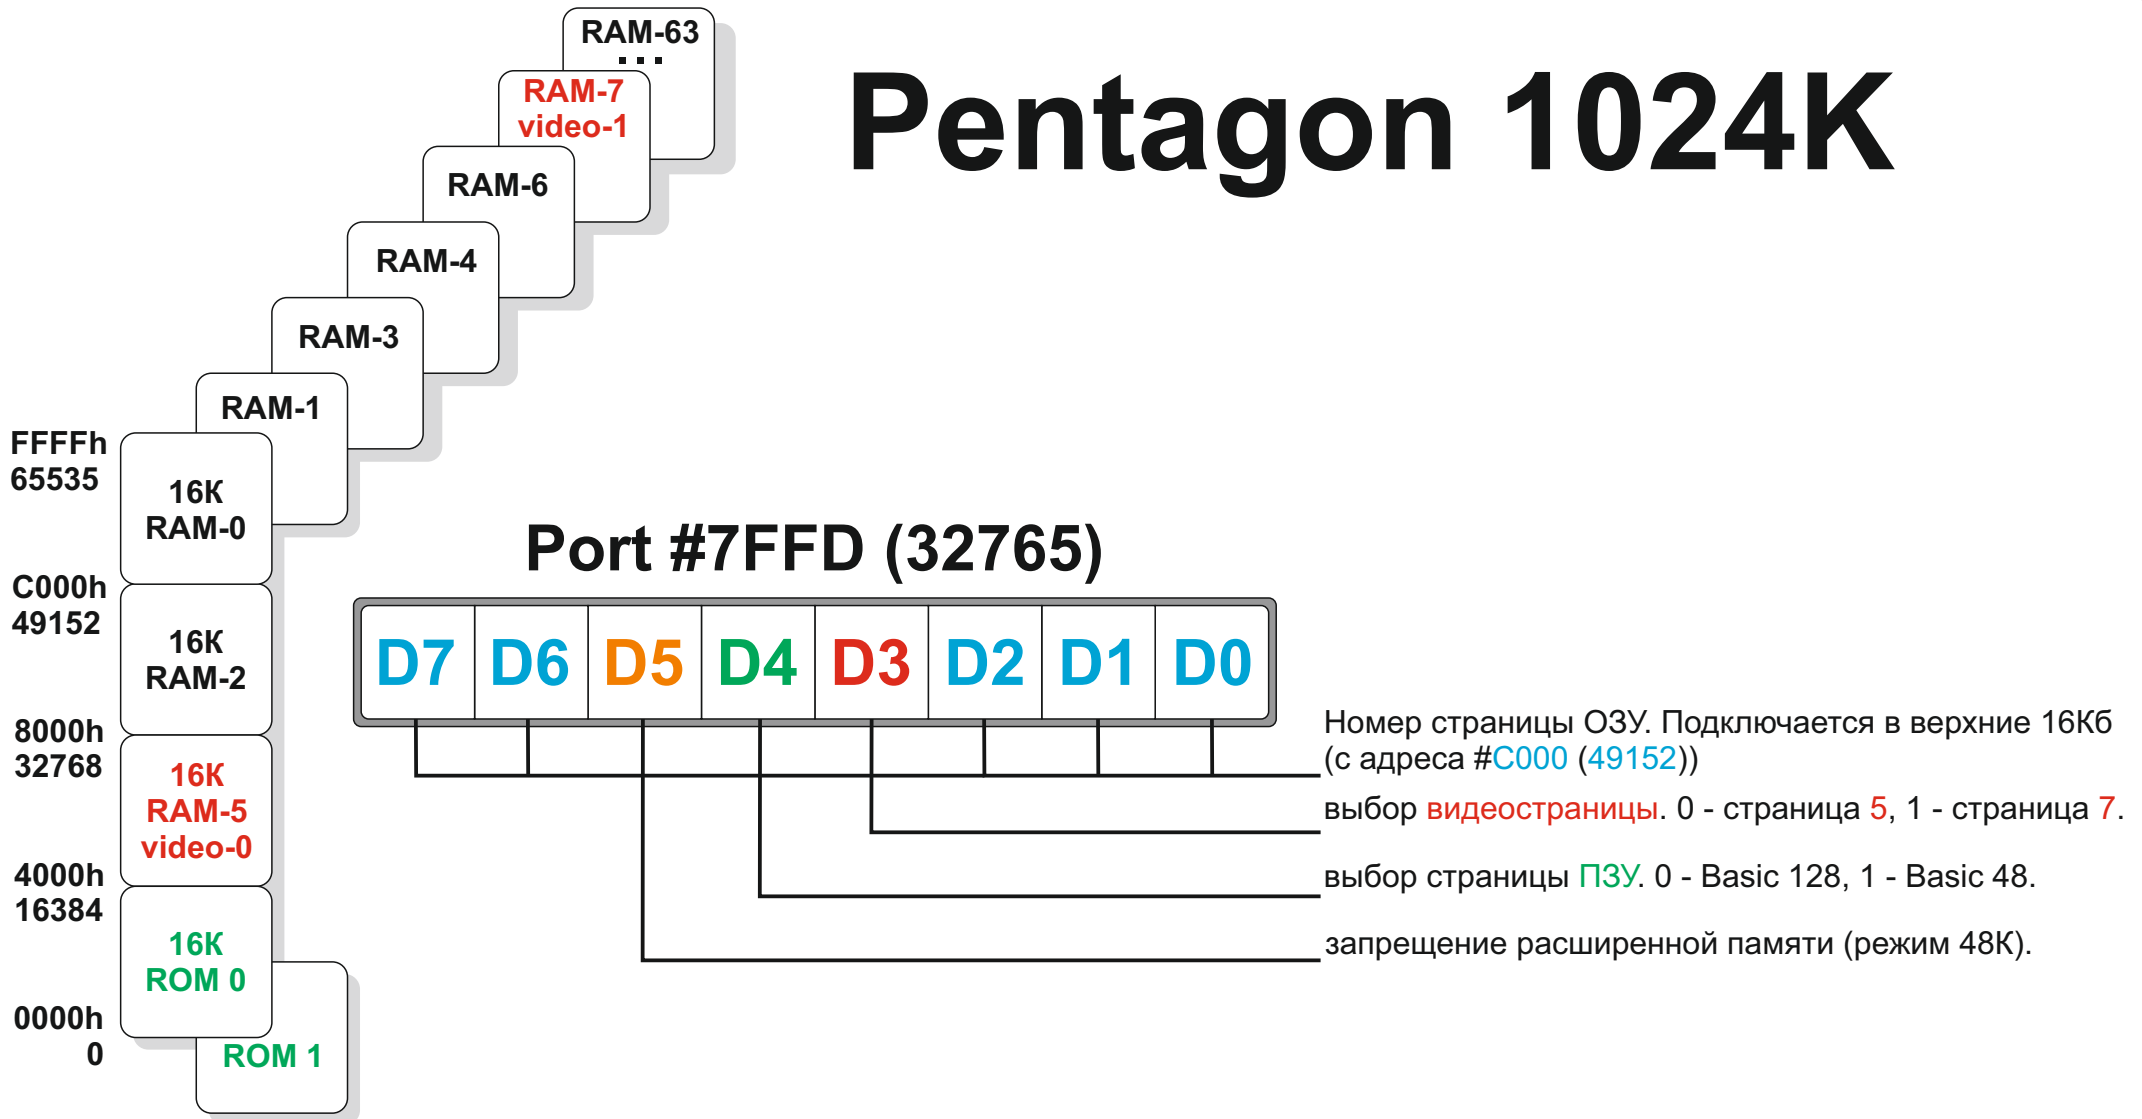 Pentagon 1024K
RAM-63
...
RAM-7
video-1
RAM-6
RAM-4
RAM-3
RAM-1
FFFFh
65535
16К
RAM-0
C000h
49152
16К
RAM-2
8000h
32768
16К
RAM-5
video-0
4000h
16384
16К
ROM 0
0000h
0
ROM 1
Port #7FFD (32765)
D7 D6 D5 D4 D3 D2 D1 D0
Номер страницы ОЗУ. Подключается в верхние 16Кб
(с адреса #C000 (49152))
выбор видеостраницы. 0 - страница 5, 1 - страница 7.
выбор страницы ПЗУ. 0 - Basic 128, 1 - Basic 48.
запрещение расширенной памяти (режим 48К).